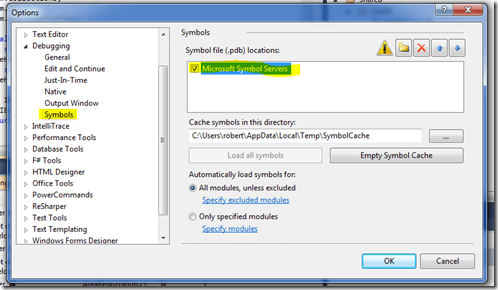 Options
Text Editor
Debugging
General
Edit and Continue
Just-In-Time
Native
Output Window
Symbols
IntelliTrace
Performance Tools
Database Tools
F# Tools
HTML Designer
Office Tools
PowerCommands
ReSharper
Test Tools
Text Templating
Windows Forms Designer
Symbols
Symbol file (.pdb) locations:
Microsoft Symbol Servers
Cache symbols in this directory:
C:\Users\robert\AppData\Local\Temp\SymbolCache
...
Load all symbols
Empty Symbol Cache
Automatically load symbols for:
All modules, unless excluded
Specify excluded modules
Only specified modules
Specify modules
OK
Cancel